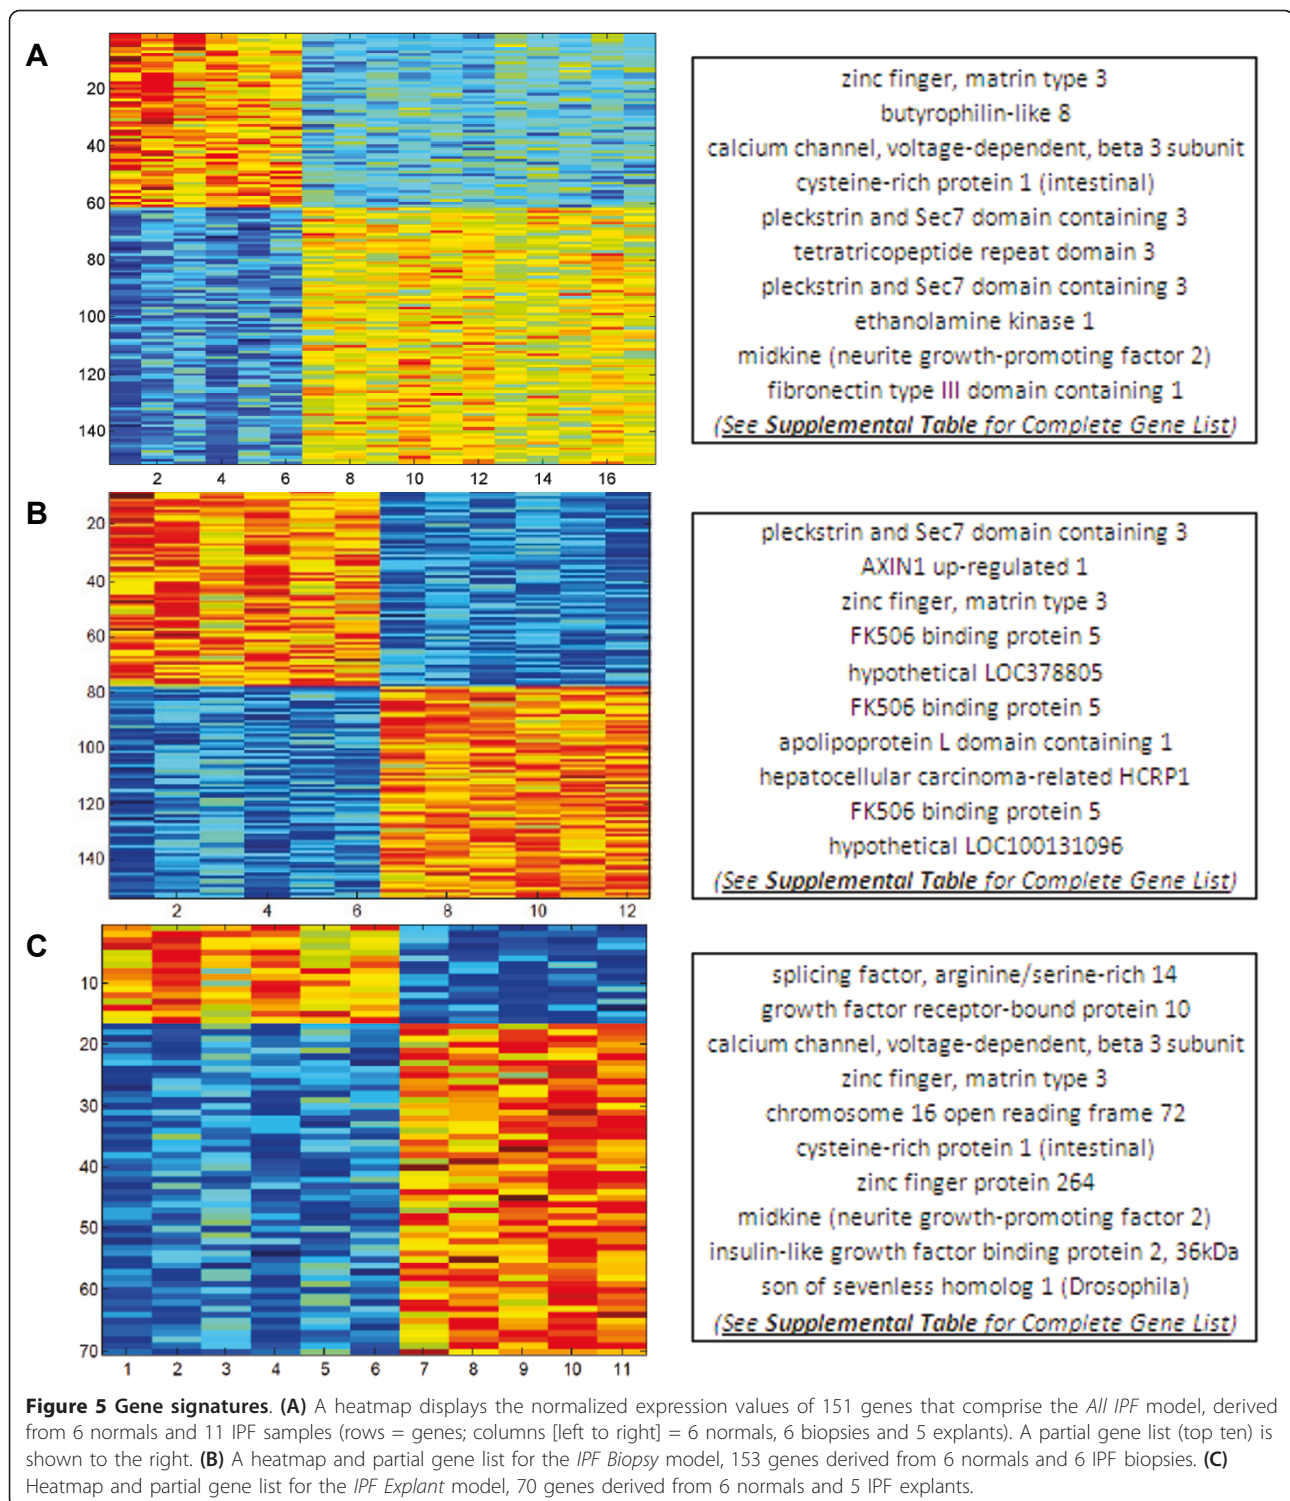 A
20
40
60
80
100
120
140
2 4 6 8 10 12 14 16
zinc finger, matrin type 3
butyrophilin-like 8
calcium channel, voltage-dependent, beta 3 subunit
cysteine-rich protein 1 (intestinal)
pleckstrin and Sec7 domain containing 3
tetratricopeptide repeat domain 3
pleckstrin and Sec7 domain containing 3
ethanolamine kinase 1
midkine (neurite growth-promoting factor 2)
fibronectin type III domain containing 1
(See Supplemental Table for Complete Gene List)
B
20
40
60
80
100
120
140
2 4 6 8 10 12
pleckstrin and Sec7 domain containing 3
AXIN1 up-regulated 1
zinc finger, matrin type 3
FK506 binding protein 5
hypothetical LOC378805
FK506 binding protein 5
apolipoprotein L domain containing 1
hepatocellular carcinoma-related HCRP1
FK506 binding protein 5
hypothetical LOC100131096
(See Supplemental Table for Complete Gene List)
C
10
20
30
40
50
60
70
1 2 3 4 5 6 7 8 9 10 11
splicing factor, arginine/serine-rich 14
growth factor receptor-bound protein 10
calcium channel, voltage-dependent, beta 3 subunit
zinc finger, matrin type 3
chromosome 16 open reading frame 72
cysteine-rich protein 1 (intestinal)
zinc finger protein 264
midkine (neurite growth-promoting factor 2)
insulin-like growth factor binding protein 2, 36kDa
son of sevenless homolog 1 (Drosophila)
(See Supplemental Table for Complete Gene List)
Figure 5 Gene signatures. (A) A heatmap displays the normalized expression values of 151 genes that comprise the All IPF model, derived
from 6 normals and 11 IPF samples (rows = genes; columns [left to right] = 6 normals, 6 biopsies and 5 explants). A partial gene list (top ten) is
shown to the right. (B) A heatmap and partial gene list for the IPF Biopsy model, 153 genes derived from 6 normals and 6 IPF biopsies. (C)
Heatmap and partial gene list for the IPF Explant model, 70 genes derived from 6 normals and 5 IPF explants.